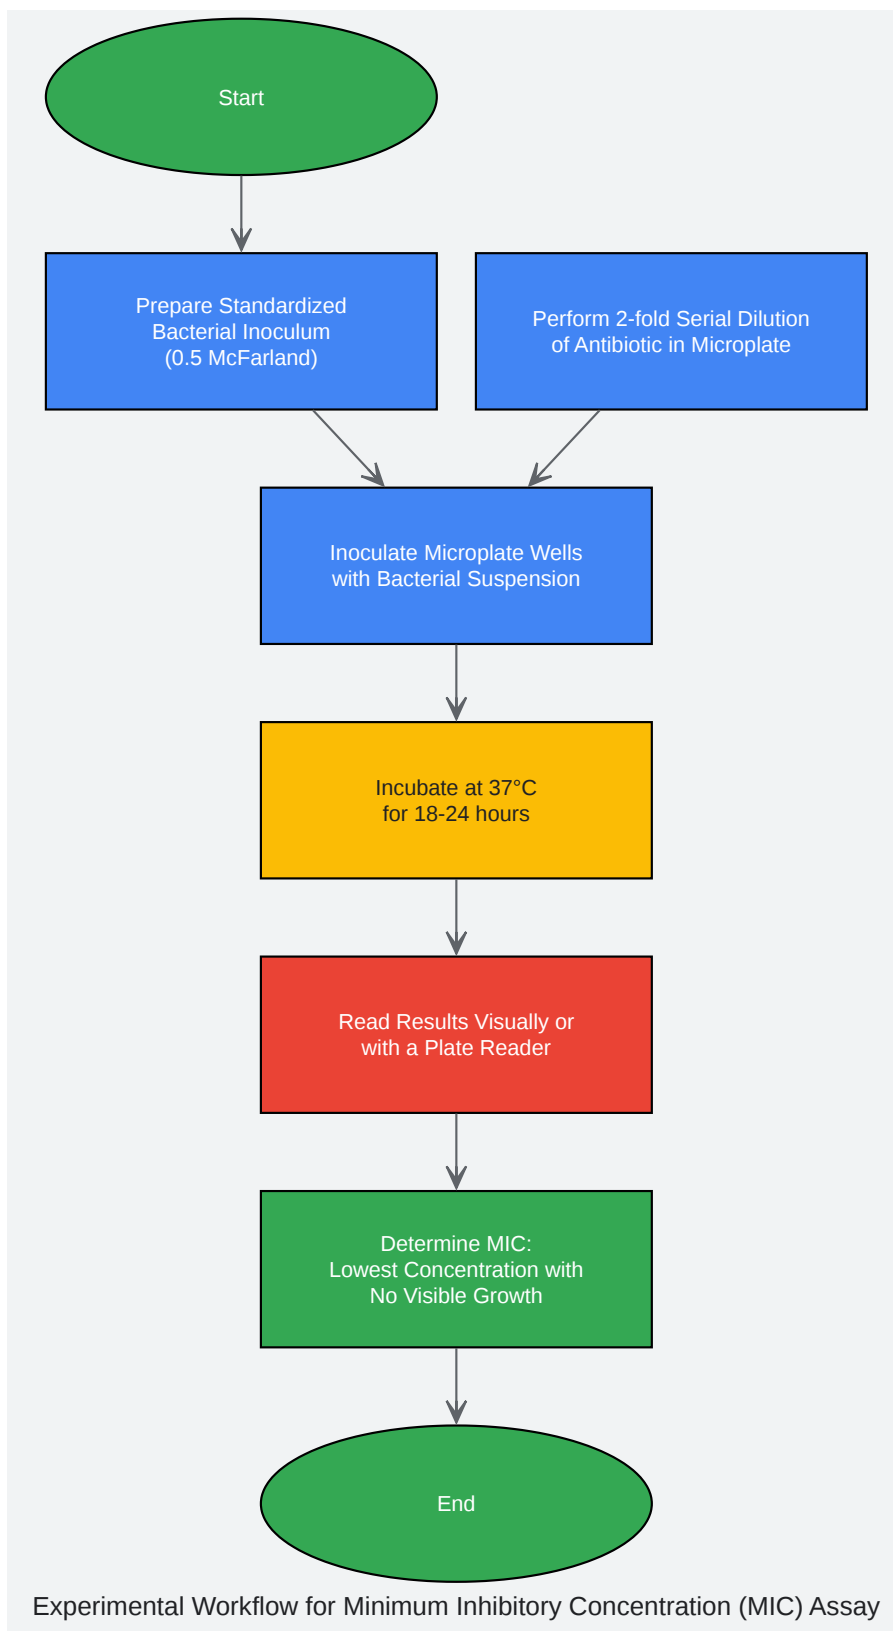 Start
Prepare Standardized
Bacterial Inoculum
(0.5 McFarland)
Perform 2-fold Serial Dilution
of Antibiotic in Microplate
Inoculate Microplate Wells
with Bacterial Suspension
Incubate at 37°C
for 18-24 hours
Read Results Visually or
with a Plate Reader
Determine MIC:
Lowest Concentration with
No Visible Growth
End
Experimental Workflow for Minimum Inhibitory Concentration (MIC) Assay